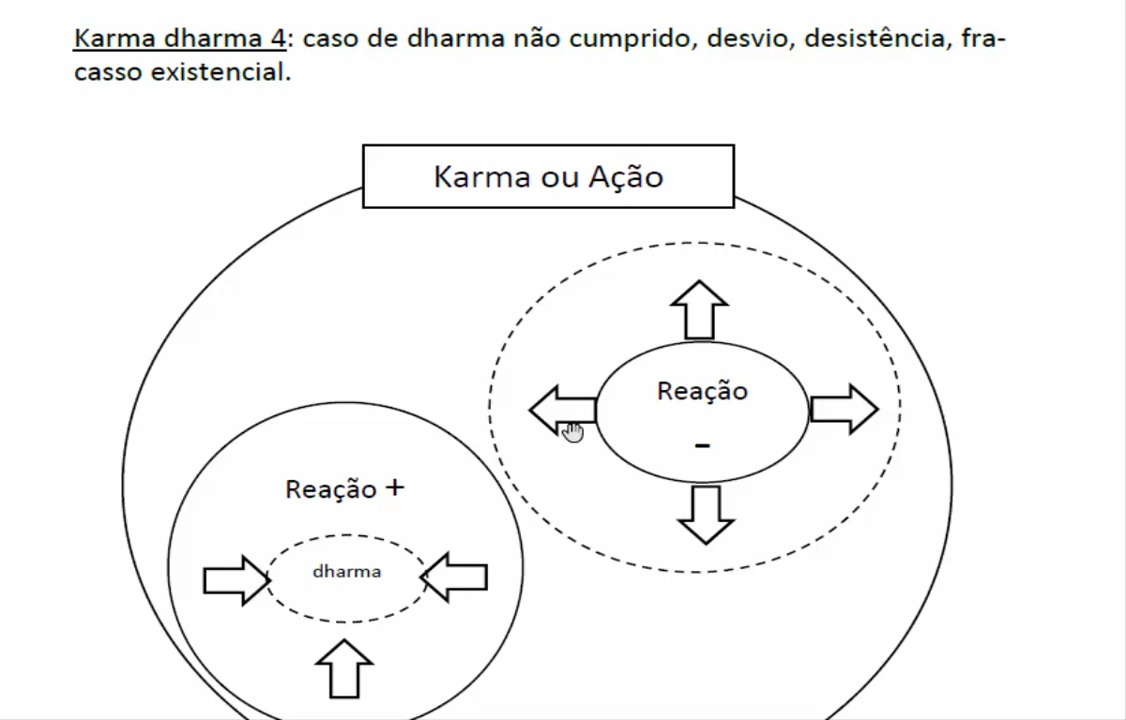 Karma dharma 4: caso de dharma não cumprido, desvio, desistência, fra-
casso existencial.
Karma ou Ação
Reação
–
Reação +
dharma